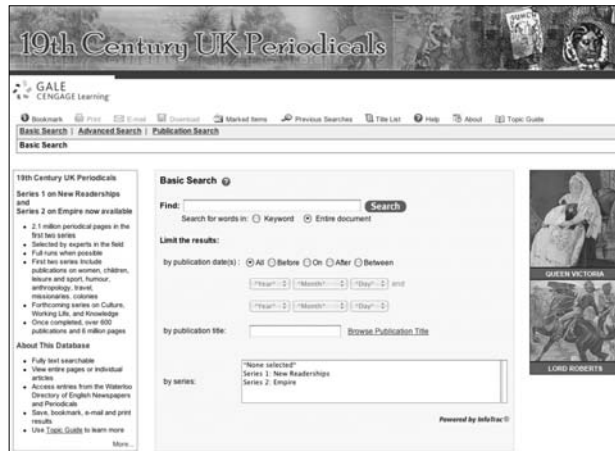 19th Century UK Periodicals
PUNCH
GALE
CENGAGE Learning
Bookmark Print E-mail Download Marked Items Previous Searches Title List Help About Topic Guide
Basic Search | Advanced Search | Publication Search
Basic Search
19th Century UK Periodicals
Series 1 on New Readerships
and
Series 2 on Empire now available
2.1 million periodical pages in the
first two series
Selected by experts in the field
Full runs when possible
First two series include
publications on women, children,
leisure and sport, humour,
anthropology, travel,
missionaries, colonies
Forthcoming series on Culture,
Working Life, and Knowledge
Once completed, over 600
publications and 6 million pages
About This Database
Fully text searchable
View entire pages or individual
articles
Access entries from the Waterloo
Directory of English Newspapers
and Periodicals
Save, bookmark, e-mail and print
results
Use Topic Guide to learn more
More...
Basic Search
Find: Search
Search for words in: Keyword Entire document
Limit the results:
by publication date(s): All Before On After Between
"Year" "Month" "Day" and
"Year" "Month" "Day"
by publication title: Browse Publication Title
by series:
"None selected"
Series 1: New Readerships
Series 2: Empire
Powered by InfoTrac®
QUEEN VICTORIA
LORD ROBERTS